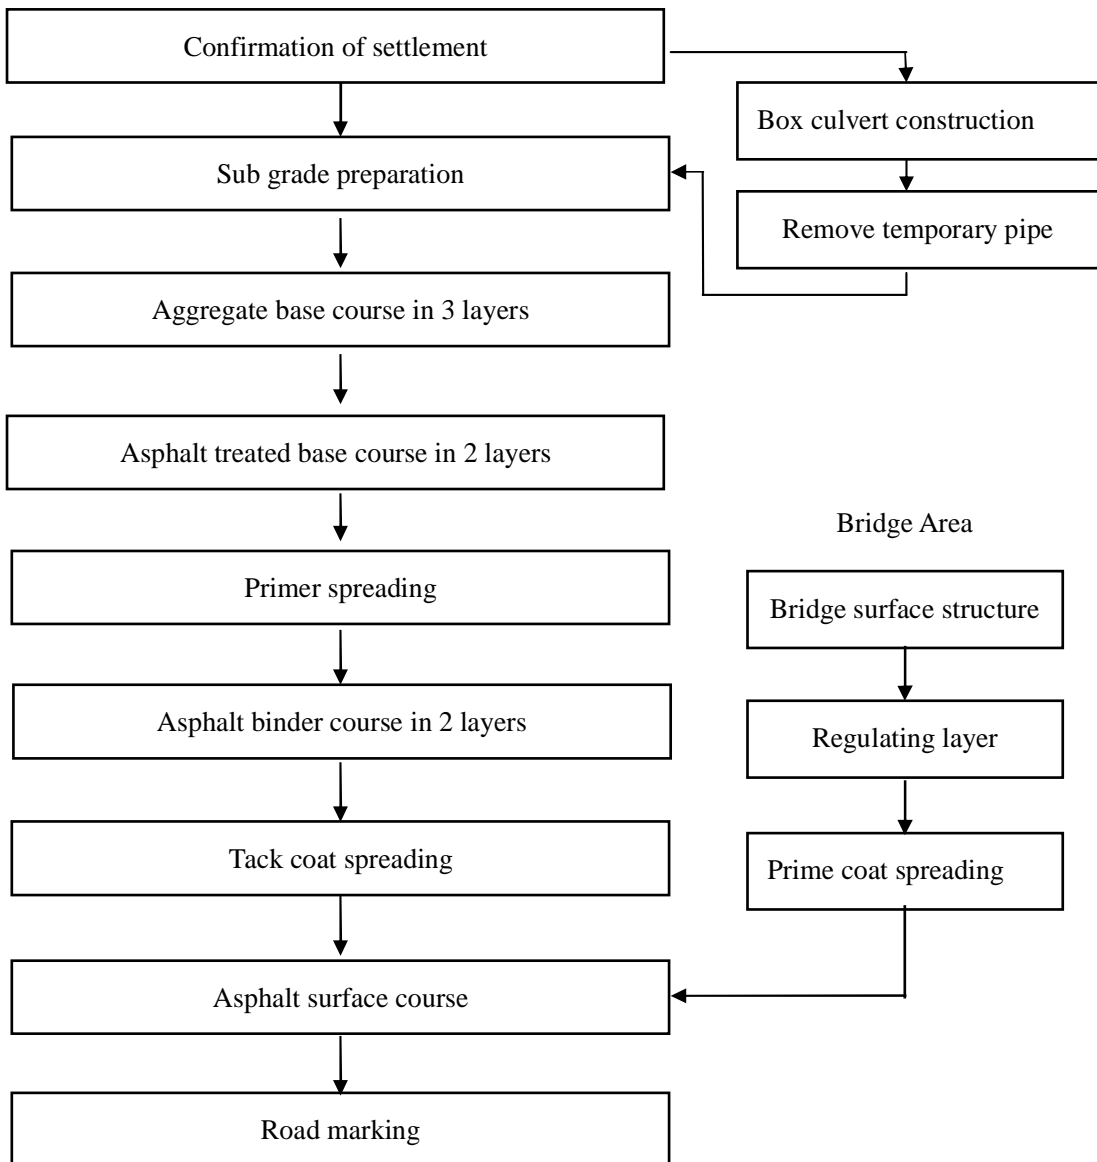 Confirmation of settlement
Box culvert construction
Sub grade preparation
Remove temporary pipe
Aggregate base course in 3 layers
Asphalt treated base course in 2 layers
Bridge Area
Primer spreading
Bridge surface structure
Asphalt binder course in 2 layers
Regulating layer
Tack coat spreading
Prime coat spreading
Asphalt surface course
Road marking